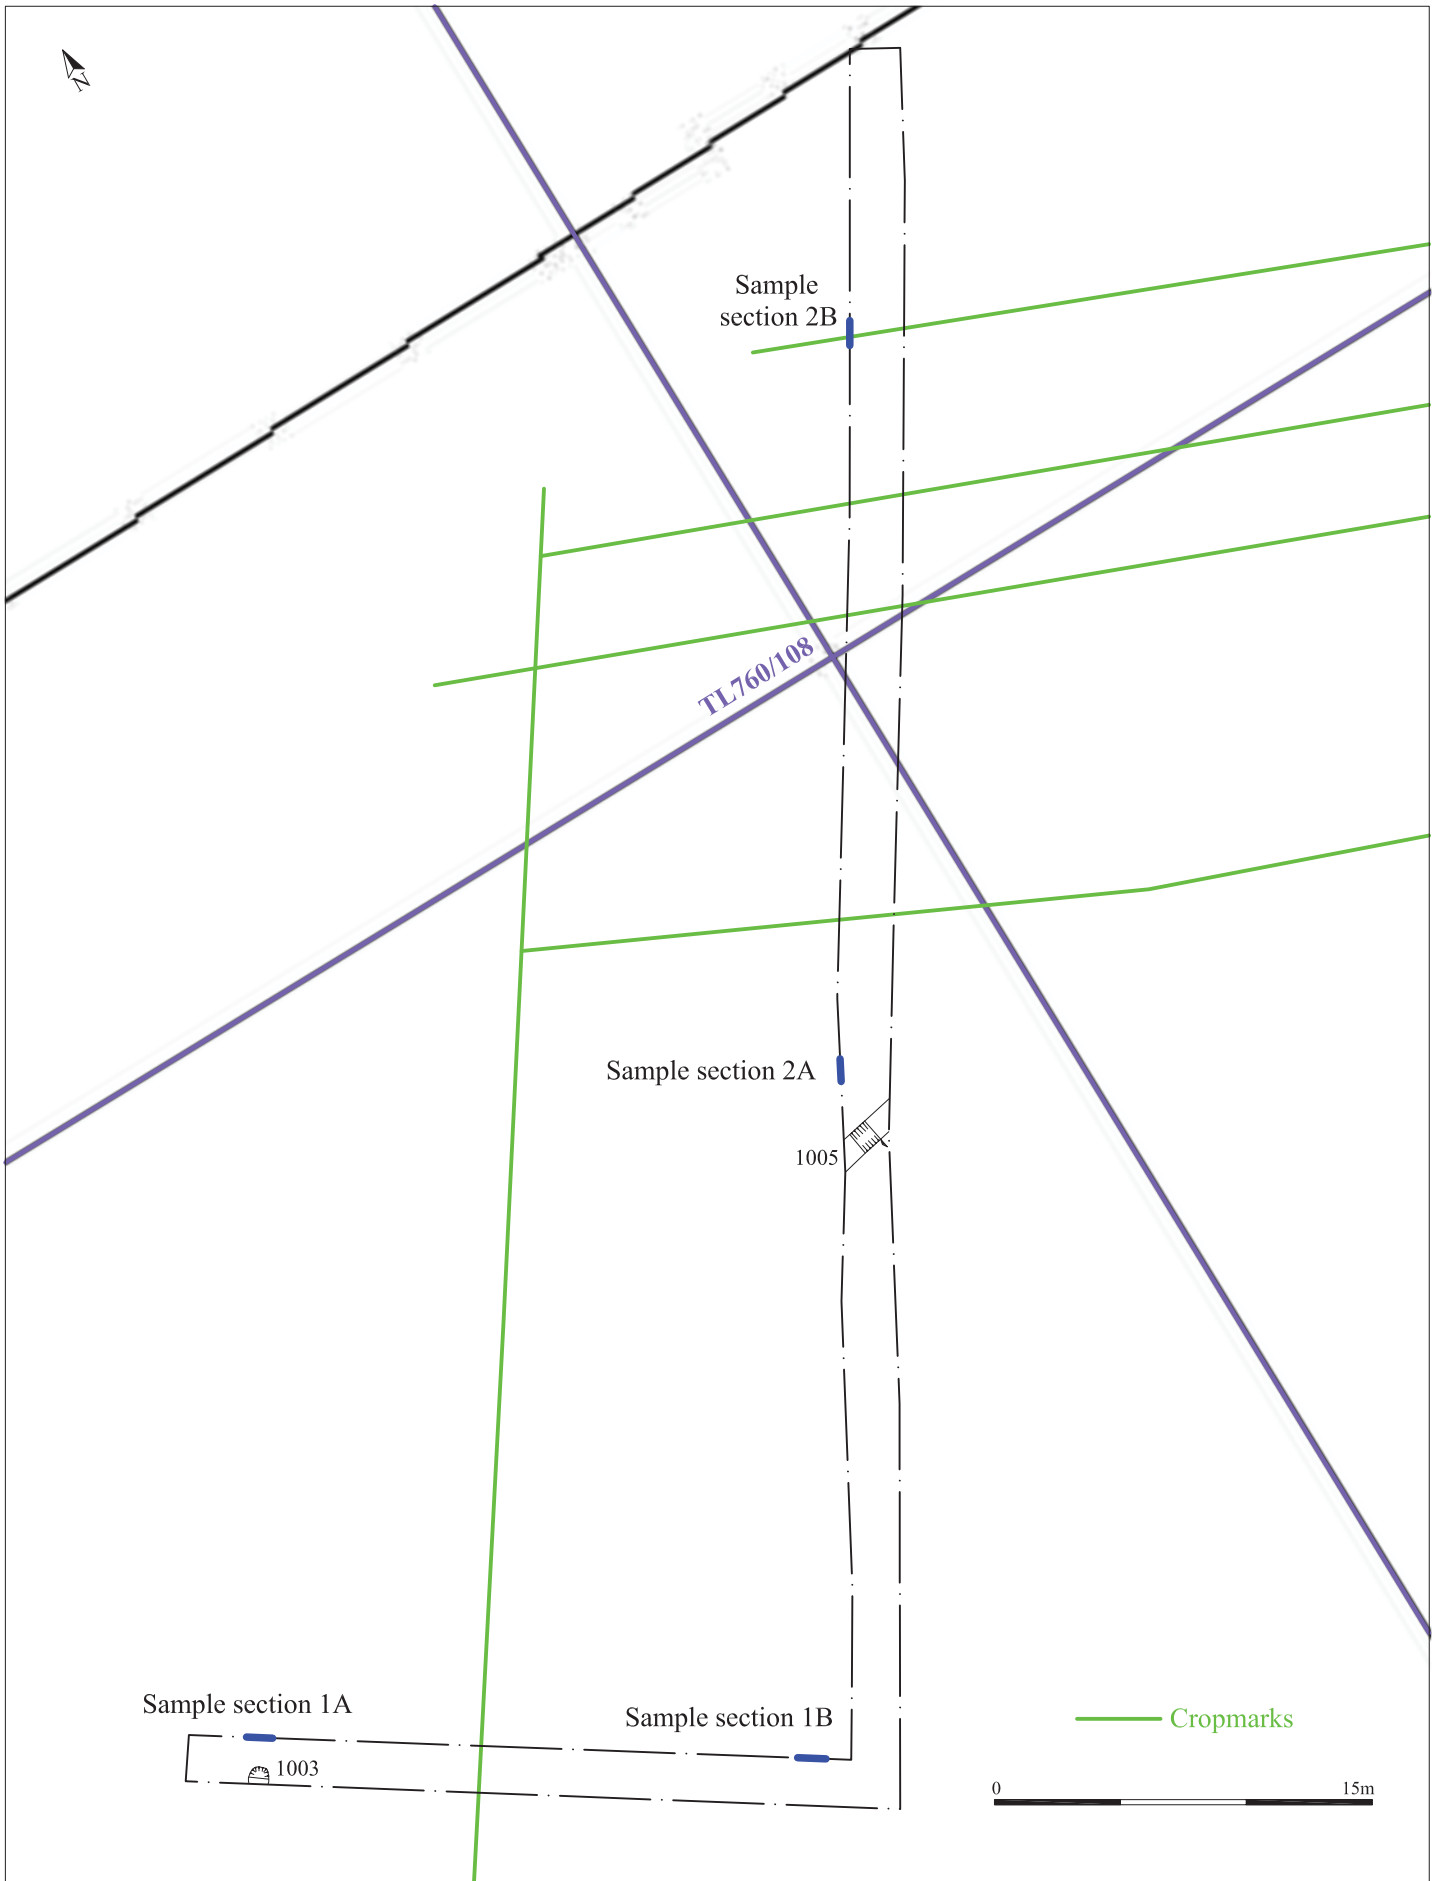 N
Sample
section 2B
TL760/108
Sample section 2A
1005
Sample section 1A
Sample section 1B
Cropmarks
1003
0 15m